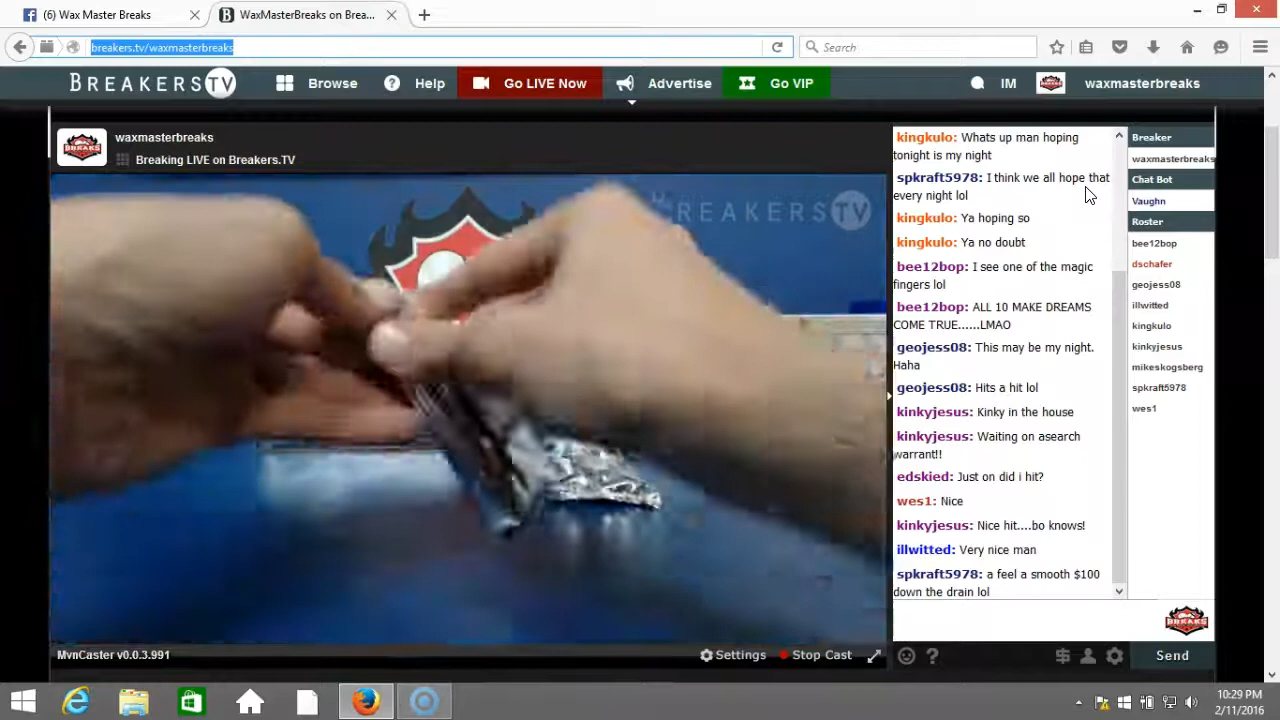 (6) Wax Master Breaks
WaxMasterBreaks on Brea...
breakers.tv/waxmasterbreaks
Search
BREAKERSTV
Browse
Help
Go LIVE Now
Advertise
Go VIP
IM
waxmasterbreaks
waxmasterbreaks
Breaking LIVE on Breakers.TV
BREAKERS TV
kingkulo: Whats up man hoping
tonight is my night
spkraft5978: I think we all hope that
every night lol
kingkulo: Ya hoping so
kingkulo: Ya no doubt
bee12bop: I see one of the magic
fingers lol
bee12bop: ALL 10 MAKE DREAMS
COME TRUE......LMAO
geojess08: This may be my night.
Haha
geojess08: Hits a hit lol
kinkyjesus: Kinky in the house
kinkyjesus: Waiting on asearch
warrant!!
edskied: Just on did i hit?
wes1: Nice
kinkyjesus: Nice hit....bo knows!
illwitted: Very nice man
spkraft5978: a feel a smooth $100
down the drain lol
Breaker
waxmasterbreaks
Chat Bot
Vaughn
Roster
bee12bop
dschafer
geojess08
illwitted
kingkulo
kinkyjesus
mikeskogsberg
spkraft5978
wes1
BREAKS
MvnCaster v0.0.3.991
Settings
Stop Cast
Send
10:29 PM
2/11/2016